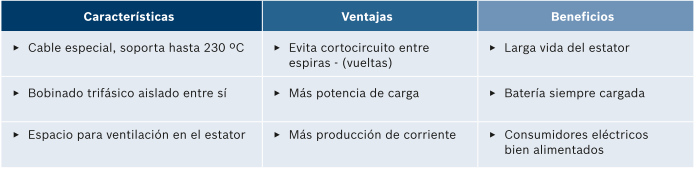 Características Ventajas Beneficios
▸ Cable especial, soporta hasta 230 ºC ▸ Evita cortocircuito entre ▸ Larga vida del estator
espiras - (vueltas)
▸ Bobinado trifásico aislado entre sí ▸ Más potencia de carga ▸ Batería siempre cargada
▸ Espacio para ventilación en el estator ▸ Más producción de corriente ▸ Consumidores eléctricos
bien alimentados